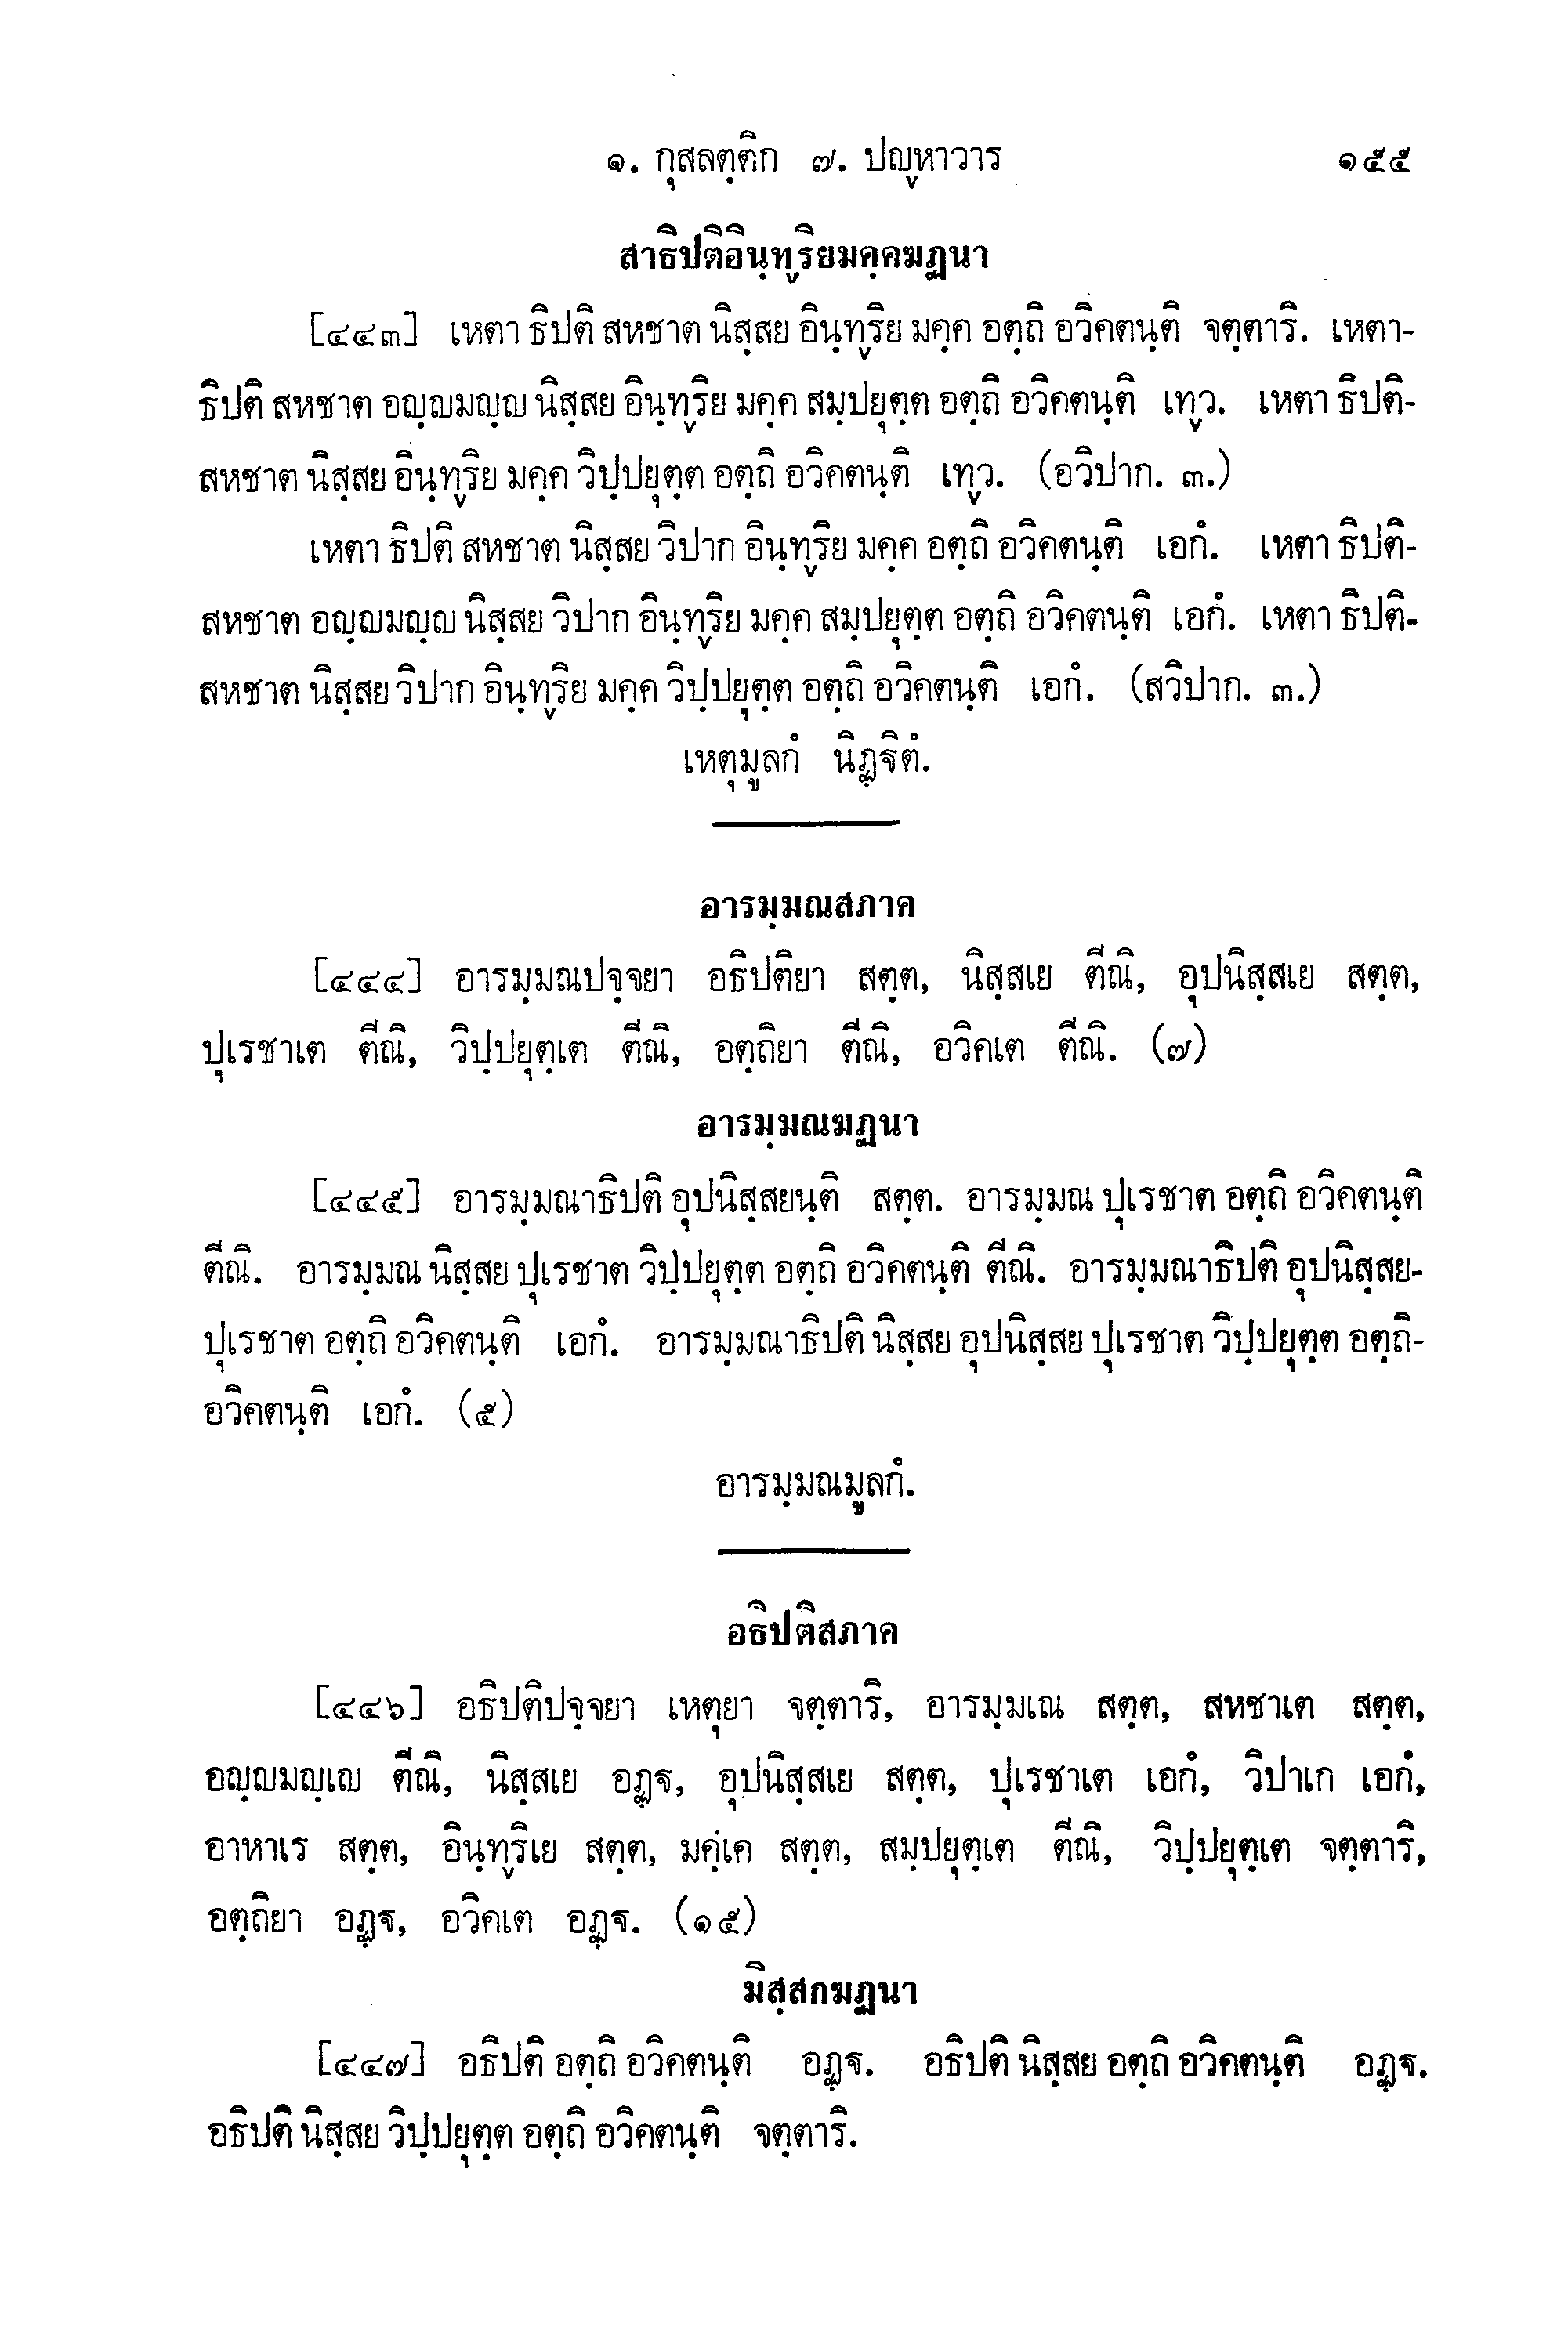 ๑. กุสลตฺติก ๗. ปญฺหาวาร ๑๕๕
สาธิปติอินฺทฺริยมคฺคฆฏนา
[๔๔๓] เหตา ธิปติ สหชาต นิสฺสย อินฺทฺริย มคฺค อตฺถิ อวิคตนฺติ จตฺตาริ. เหตา-
ธิปติ สหชาต อญฺญมญฺญ นิสฺสย อินฺทฺริย มคฺค สมฺปยุตฺต อตฺถิ อวิคตนฺติ เทฺว. เหตา ธิปติ-
สหชาต นิสฺสย อินฺทฺริย มคฺค วิปฺปยุตฺต อตฺถิ อวิคตนฺติ เทฺว. (อวิปาก. ๓.)
เหตา ธิปติ สหชาต นิสฺสย วิปาก อินฺทฺริย มคฺค อตฺถิ อวิคตนฺติ เอกํ. เหตา ธิปติ-
สหชาต อญฺญมญฺญ นิสฺสย วิปาก อินฺทฺริย มคฺค สมฺปยุตฺต อตฺถิ อวิคตนฺติ เอกํ. เหตา ธิปติ-
สหชาต นิสฺสย วิปาก อินฺทฺริย มคฺค วิปฺปยุตฺต อตฺถิ อวิคตนฺติ เอกํ. (สวิปาก. ๓.)
เหตุมูลกํ นิฏฺฐิตํ.
อารมฺมณสภาค
[๔๔๔] อารมฺมณปจฺจยา อธิปติยา สตฺต, นิสฺสเย ตีณิ, อุปนิสฺสเย สตฺต,
ปุเรชาเต ตีณิ, วิปฺปยุตฺเต ตีณิ, อตฺถิยา ตีณิ, อวิคเต ตีณิ. (๗)
อารมฺมณฆฏนา
[๔๔๕] อารมฺมณาธิปติ อุปนิสฺสยนฺติ สตฺต. อารมฺมณ ปุเรชาต อตฺถิ อวิคตนฺติ
ตีณิ. อารมฺมณ นิสฺสย ปุเรชาต วิปฺปยุตฺต อตฺถิ อวิคตนฺติ ตีณิ. อารมฺมณาธิปติ อุปนิสฺสย-
ปุเรชาต อตฺถิ อวิคตนฺติ เอกํ. อารมฺมณาธิปติ นิสฺสย อุปนิสฺสย ปุเรชาต วิปฺปยุตฺต อตฺถิ-
อวิคตนฺติ เอกํ. (๕)
อารมฺมณมูลกํ.
อธิปติสภาค
[๔๔๖] อธิปติปจฺจยา เหตุยา จตฺตาริ, อารมฺมเณ สตฺต, สหชาเต สตฺต,
อญฺญมญฺเญ ตีณิ, นิสฺสเย อฏฺฐ, อุปนิสฺสเย สตฺต, ปุเรชาเต เอกํ, วิปาเก เอกํ,
อาหาเร สตฺต, อินฺทฺริเย สตฺต, มคฺเค สตฺต, สมฺปยุตฺเต ตีณิ, วิปฺปยุตฺเต จตฺตาริ,
อตฺถิยา อฏฺฐ, อวิคเต อฏฺฐ. (๑๕)
มิสฺสกฆฏนา
[๔๔๗] อธิปติ อตฺถิ อวิคตนฺติ อฏฺฐ. อธิปติ นิสฺสย อตฺถิ อวิคตนฺติ อฏฺฐ.
อธิปติ นิสฺสย วิปฺปยุตฺต อตฺถิ อวิคตนฺติ จตฺตาริ.